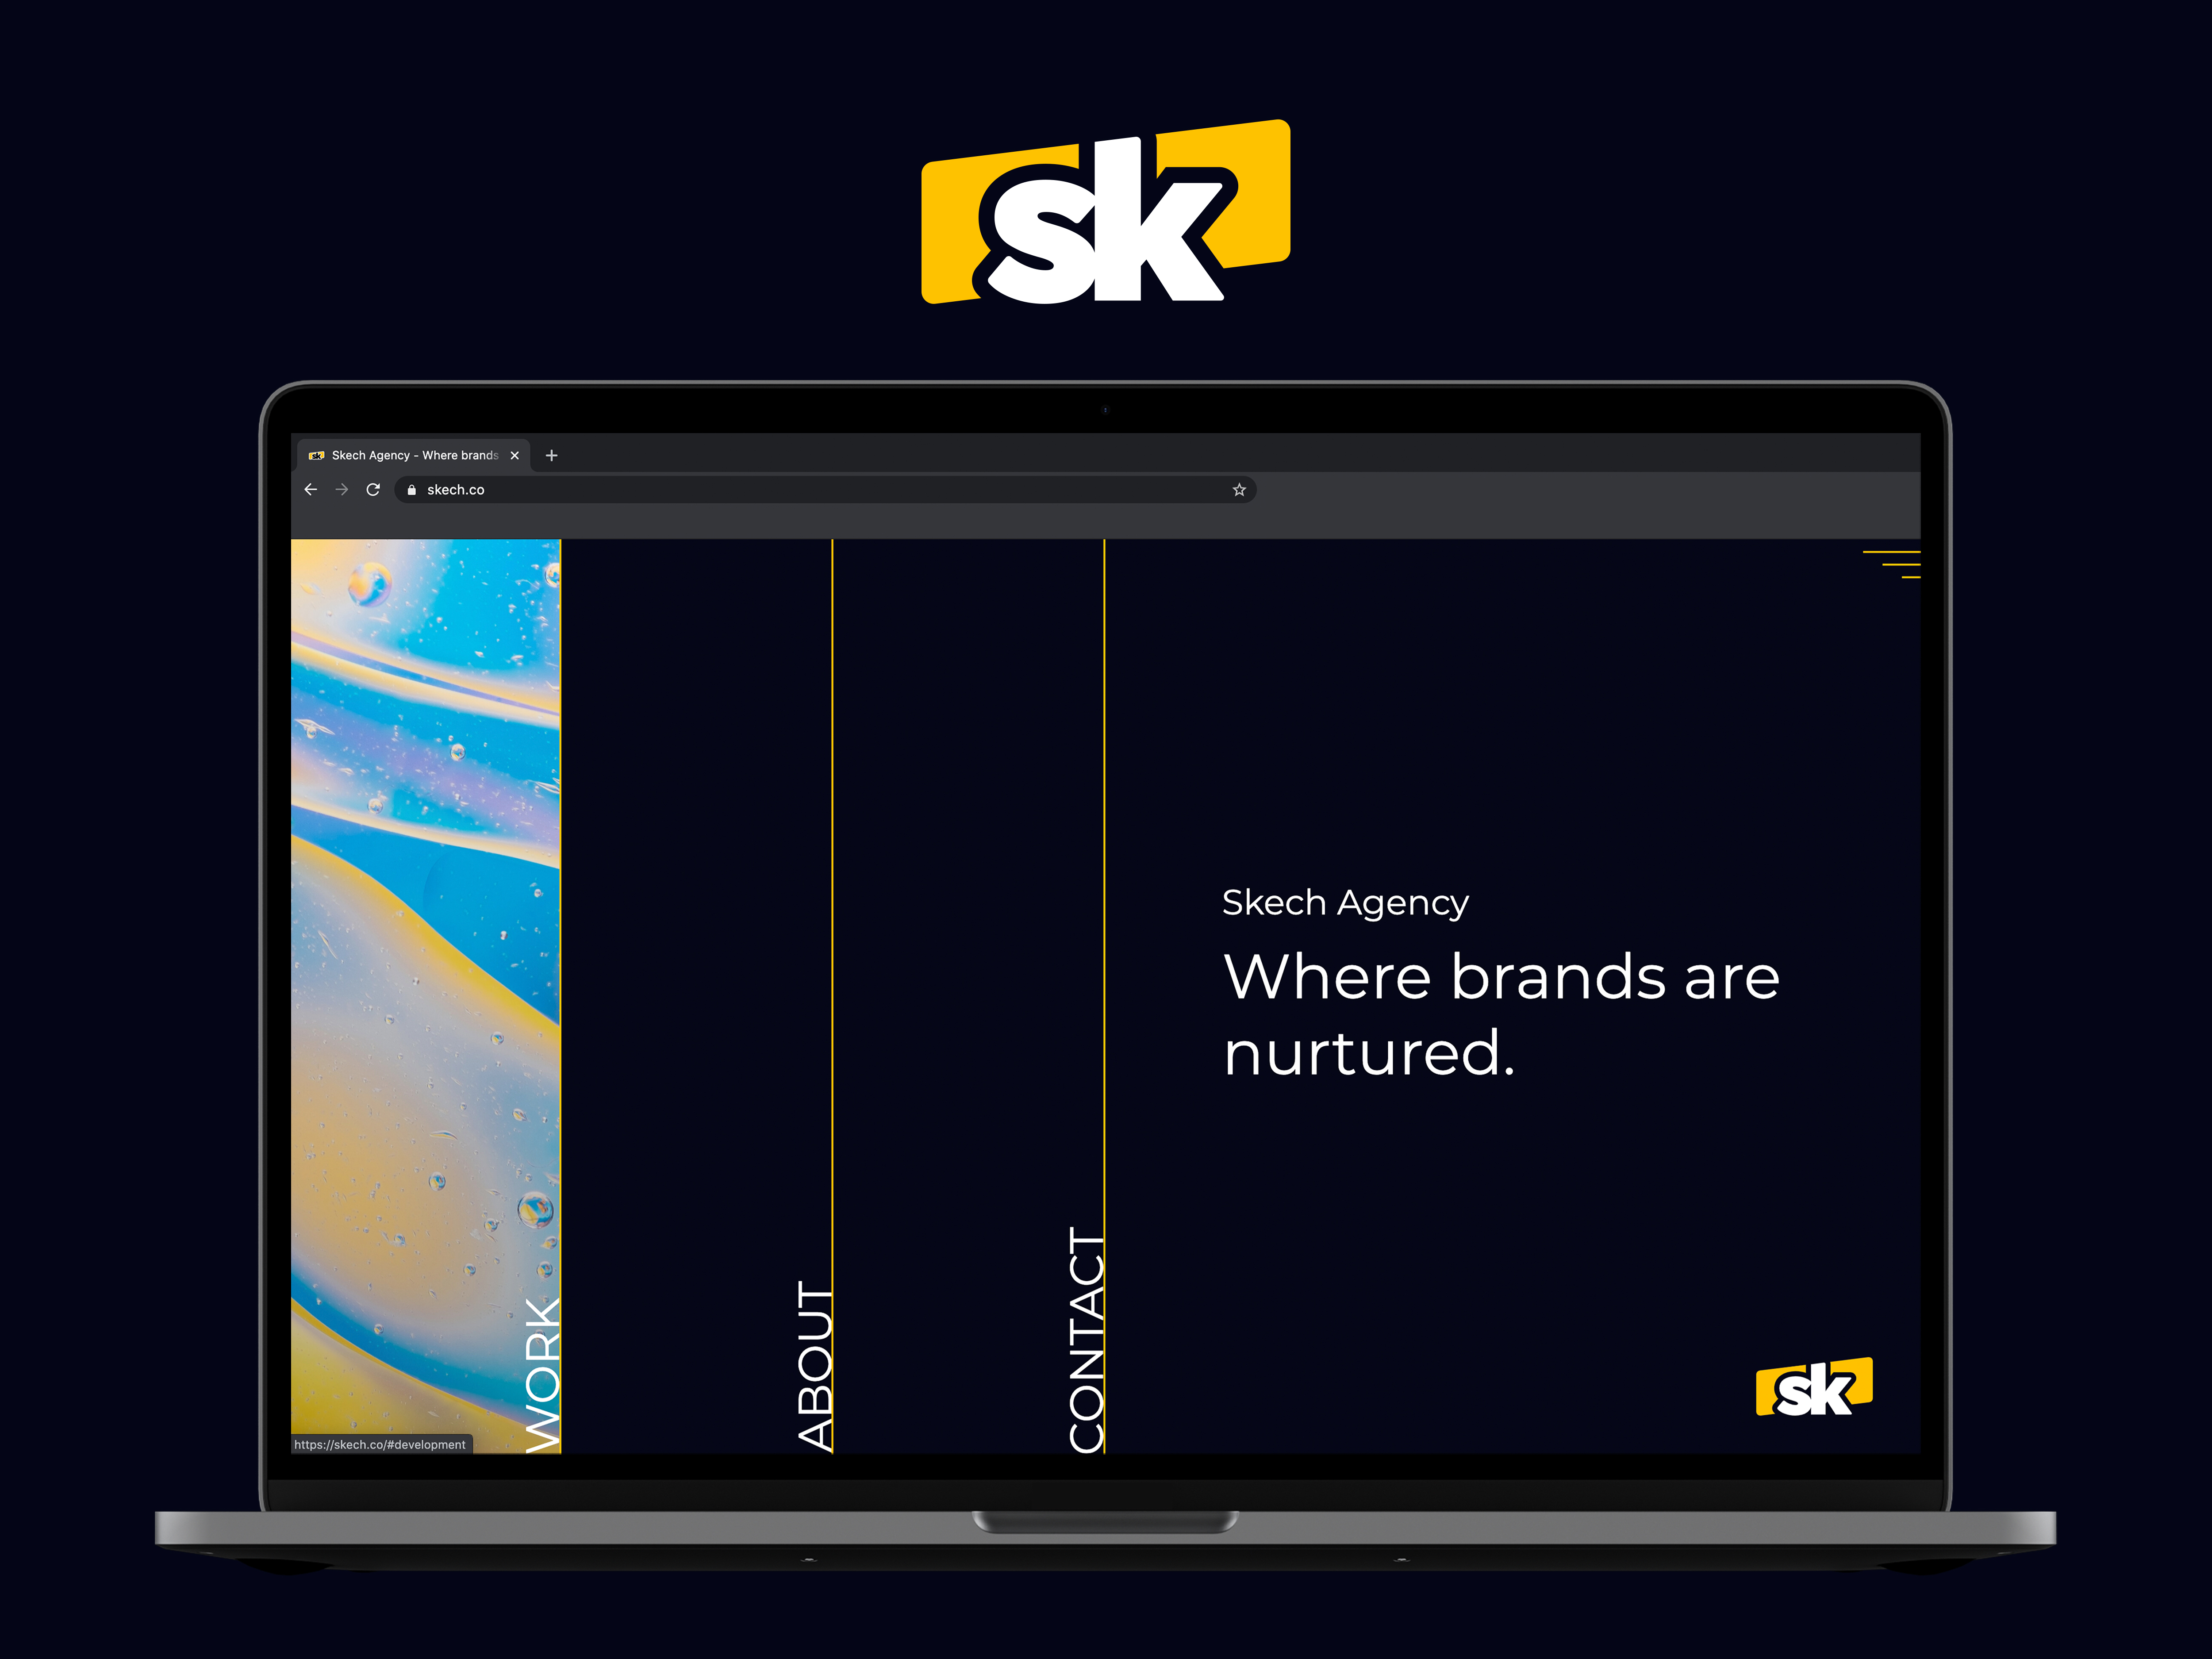 sk
Skech Agency - Where brands
skech.co
Skech Agency
Where brands are
nurtured.
WORK
ABOUT
CONTACT
sk
https://skech.co/#development